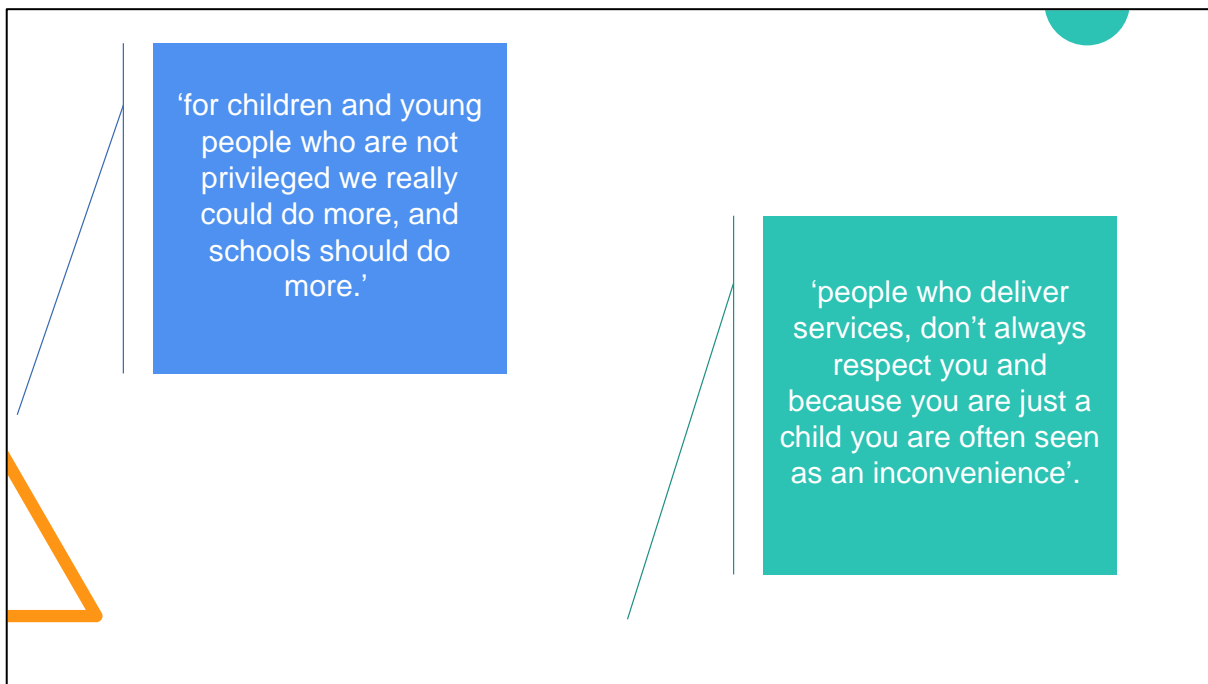 ‘for children and young
people who are not
privileged we really
could do more, and
schools should do
more.’
‘people who deliver
services, don’t always
respect you and
because you are just a
child you are often seen
as an inconvenience’.